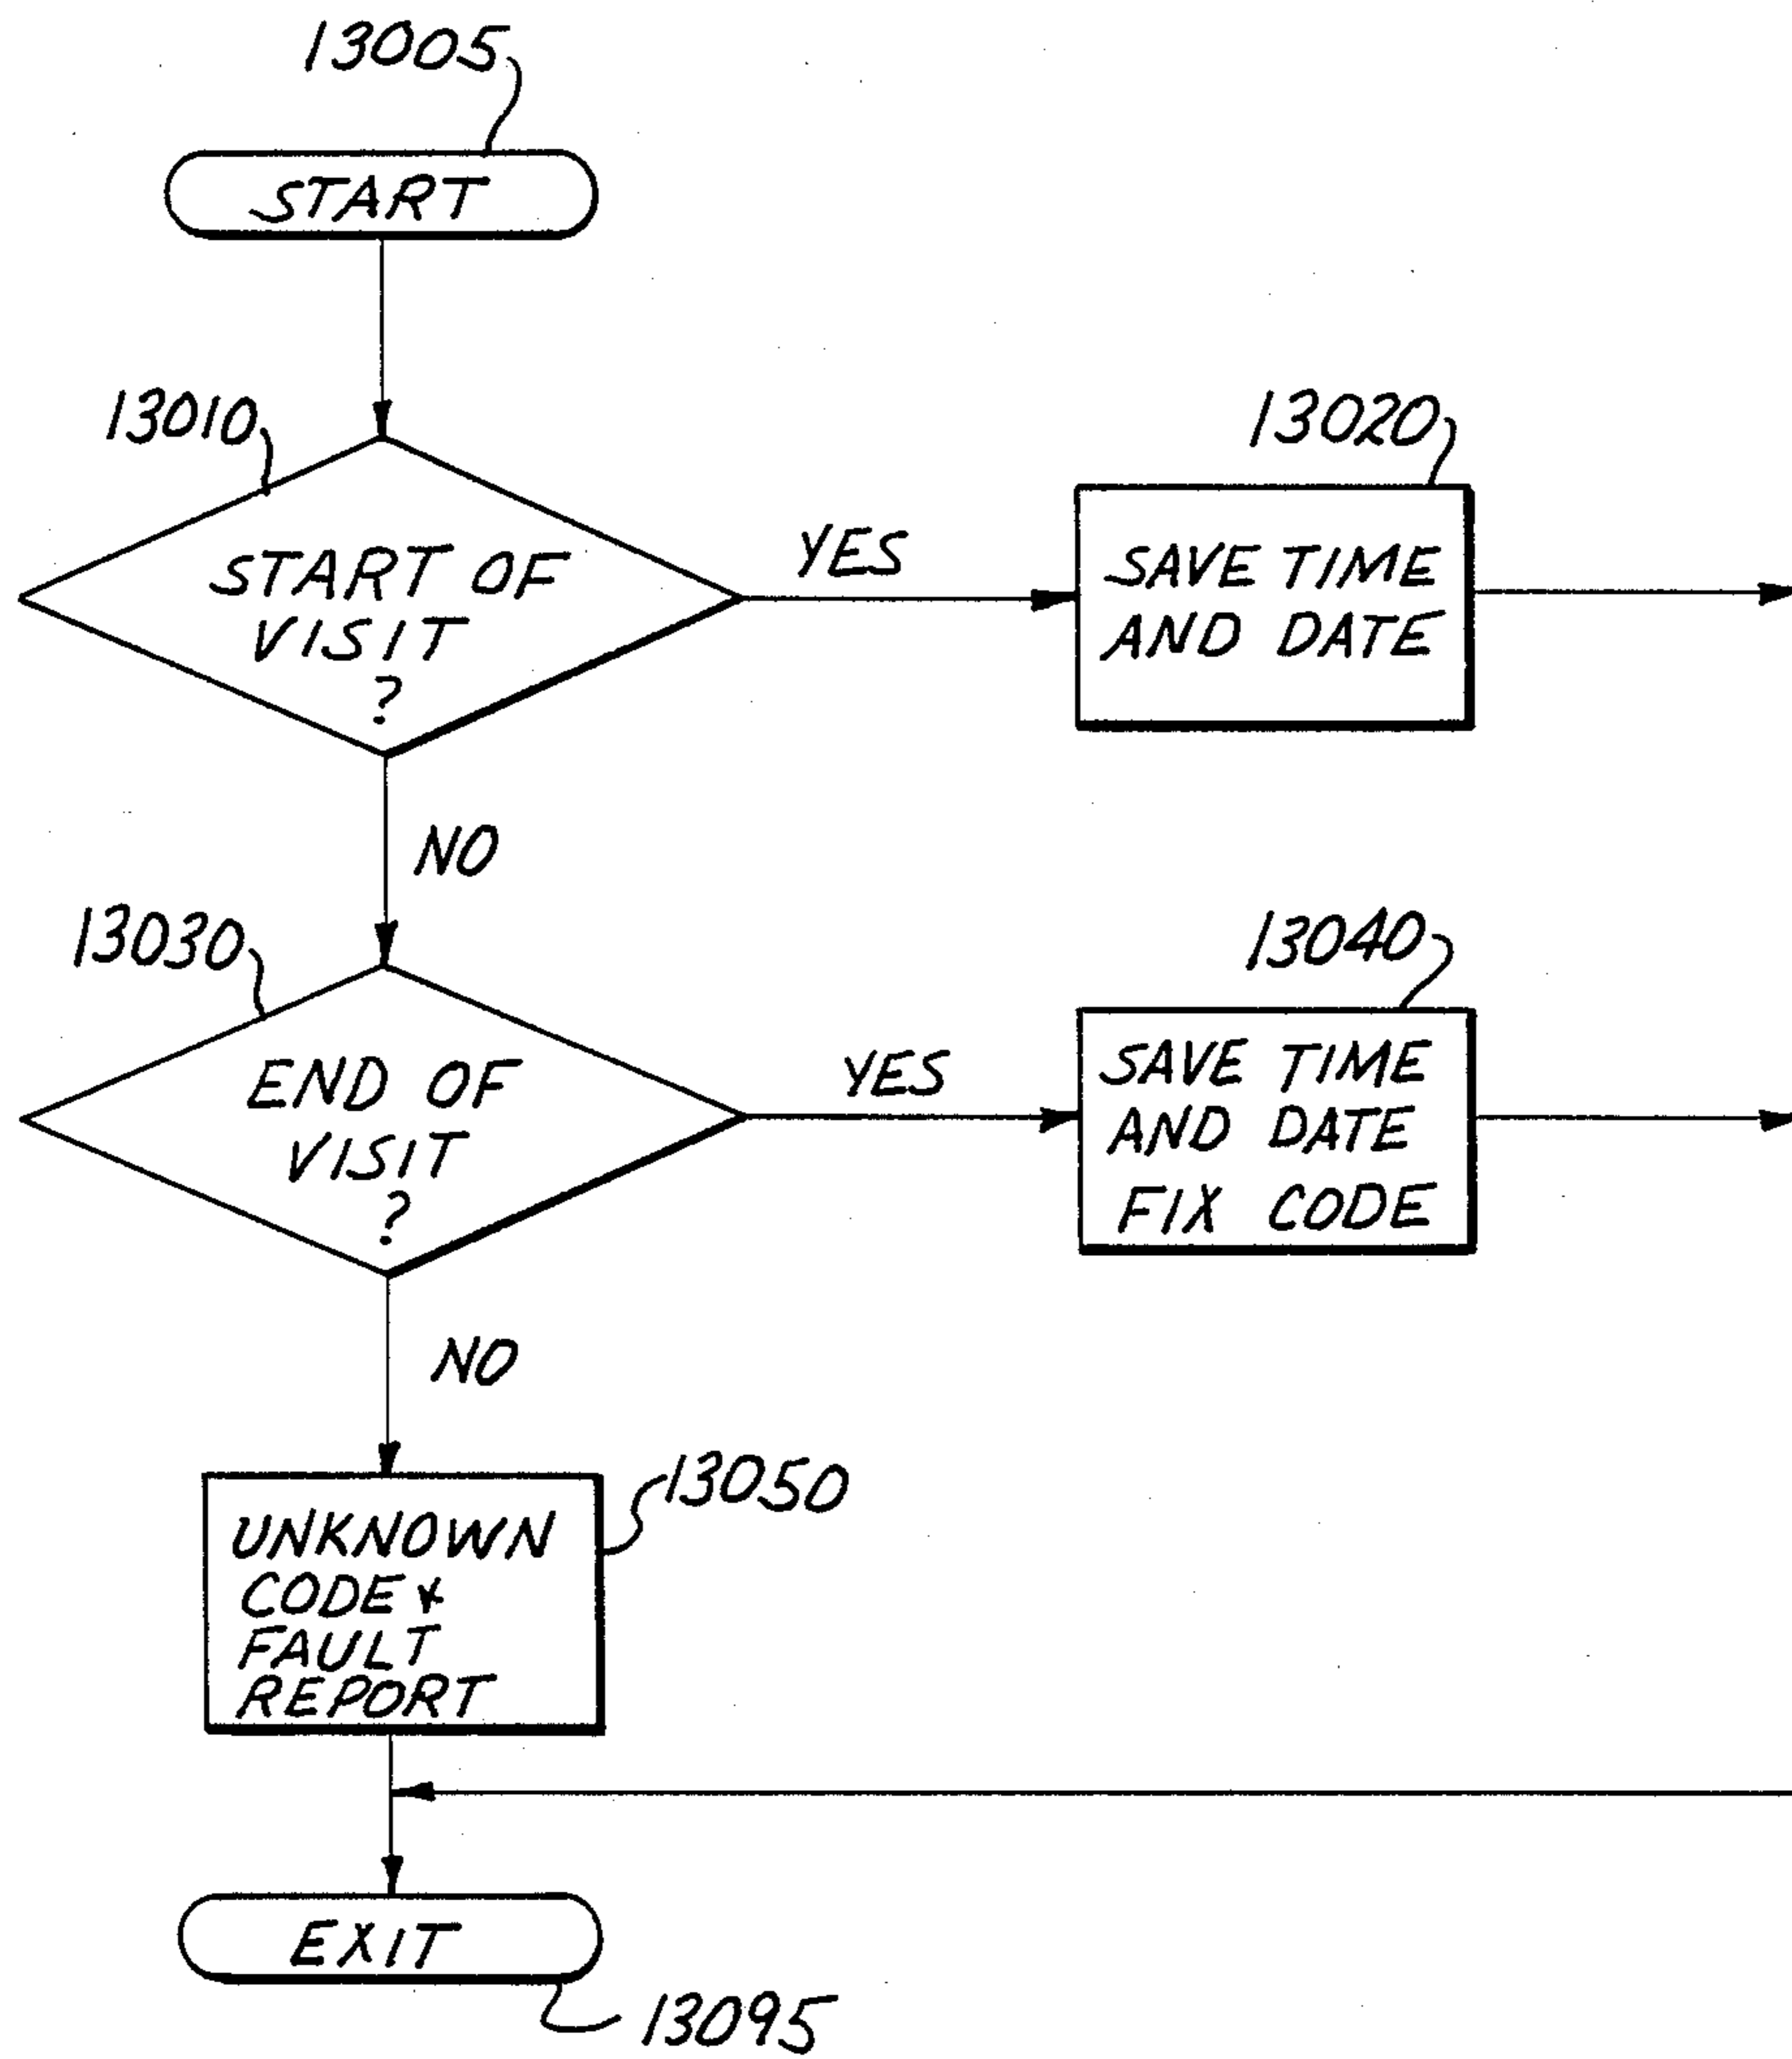 13005
START
13010
START OF
VISIT
?
YES
13020
SAVE TIME
AND DATE
NO
13030
END OF
VISIT
?
YES
13040
SAVE TIME
AND DATE
FIX CODE
NO
13050
UNKNOWN
CODE &
FAULT
REPORT
EXIT
13095